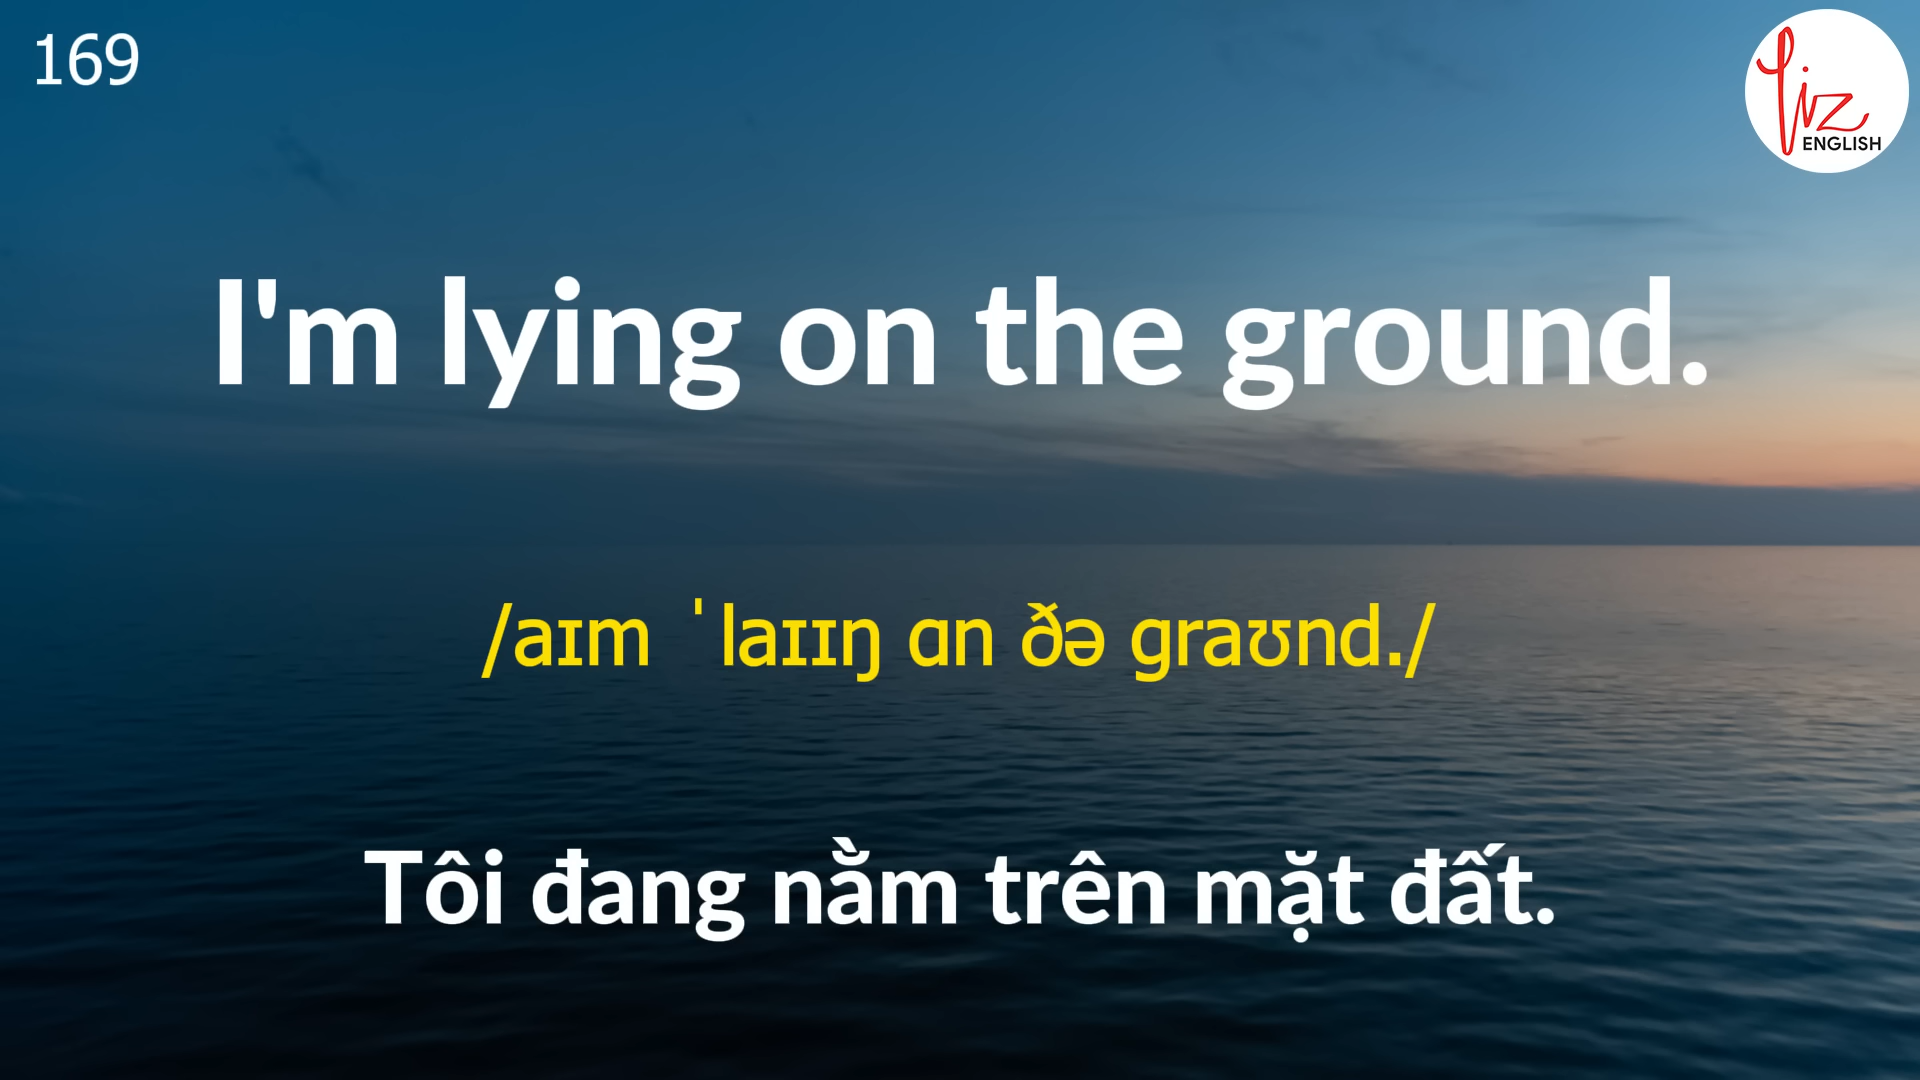 169
Liz
ENGLISH
I'm lying on the ground.
/aɪm ˈlaɪɪŋ ɑn ðə graʊnd./
Tôi đang nằm trên mặt đất.